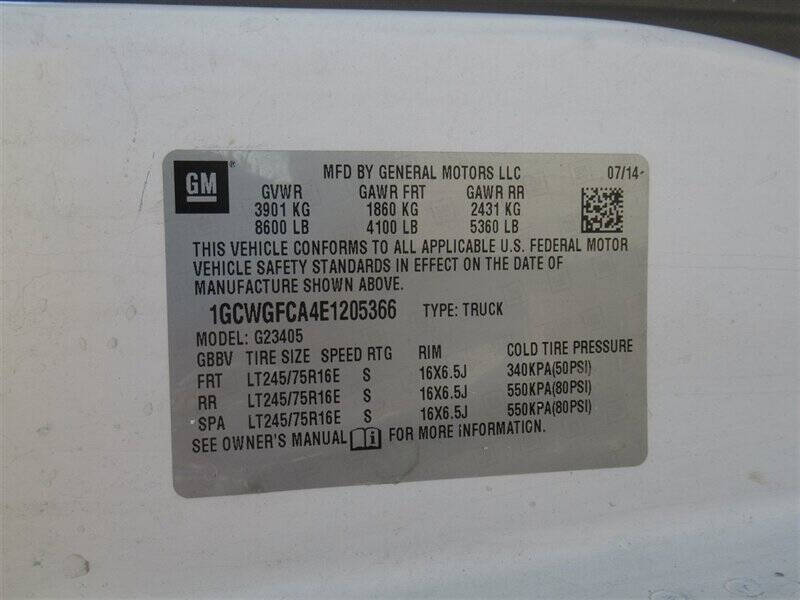 GM ® MFD BY GENERAL MOTORS LLC 07/14
GVWR GAWR FRT GAWR RR
3901 KG 1860 KG 2431 KG
8600 LB 4100 LB 5360 LB
THIS VEHICLE CONFORMS TO ALL APPLICABLE U.S. FEDERAL MOTOR
VEHICLE SAFETY STANDARDS IN EFFECT ON THE DATE OF
MANUFACTURE SHOWN ABOVE.
1GCWGFCA4E1205366 TYPE: TRUCK
MODEL: G23405
GBBV TIRE SIZE SPEED RTG RIM COLD TIRE PRESSURE
FRT LT245/75R16E S 16X6.5J 340KPA(50PSI)
RR LT245/75R16E S 16X6.5J 550KPA(80PSI)
SPA LT245/75R16E S 16X6.5J 550KPA(80PSI)
SEE OWNER'S MANUAL i FOR MORE INFORMATION.